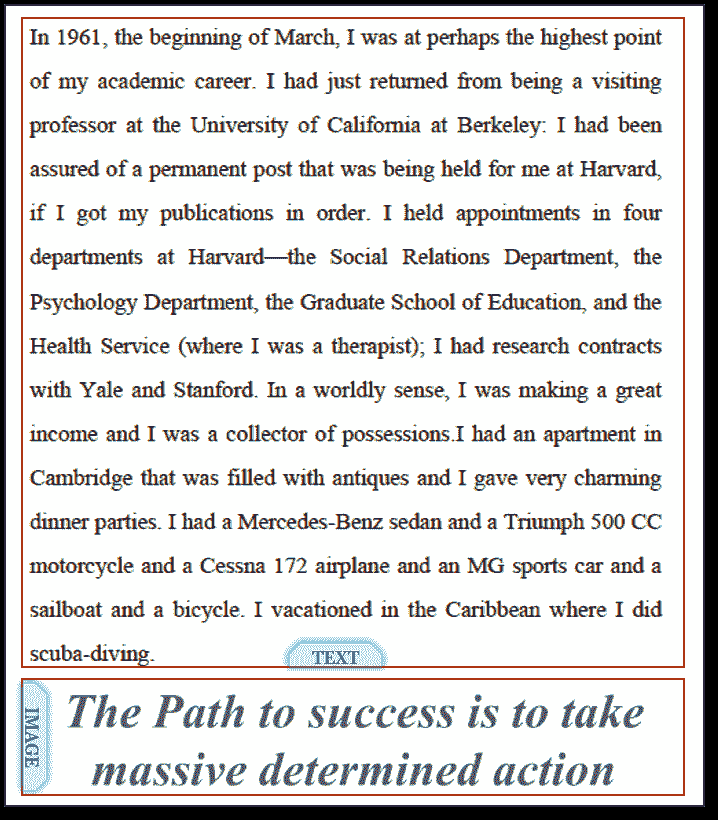 In 1961, the beginning of March, I was at perhaps the highest point
of my academic career. I had just returned from being a visiting
professor at the University of California at Berkeley: I had been
assured of a permanent post that was being held for me at Harvard,
if I got my publications in order. I held appointments in four
departments at Harvard—the Social Relations Department, the
Psychology Department, the Graduate School of Education, and the
Health Service (where I was a therapist); I had research contracts
with Yale and Stanford. In a worldly sense, I was making a great
income and I was a collector of possessions.I had an apartment in
Cambridge that was filled with antiques and I gave very charming
dinner parties. I had a Mercedes-Benz sedan and a Triumph 500 CC
motorcycle and a Cessna 172 airplane and an MG sports car and a
sailboat and a bicycle. I vacationed in the Caribbean where I did
scuba-diving.
TEXT
IMAGE
The Path to success is to take
massive determined action